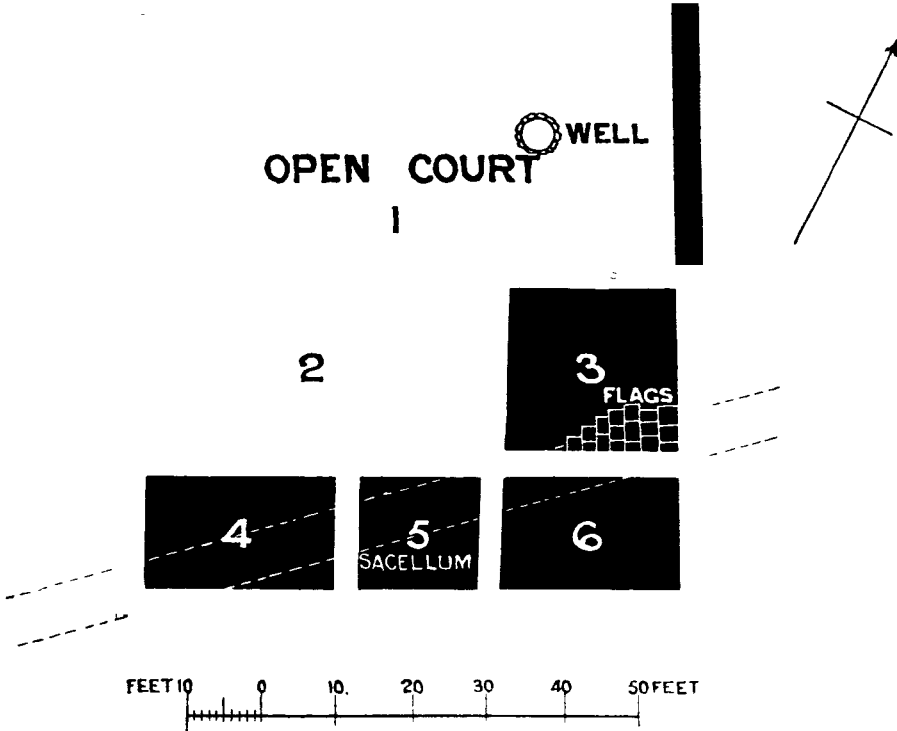 WELL
OPEN COURT
1
2
3
FLAGS
4 5 6
SACELLUM
FEET 10 0 10. 20 30 40 50 FEET